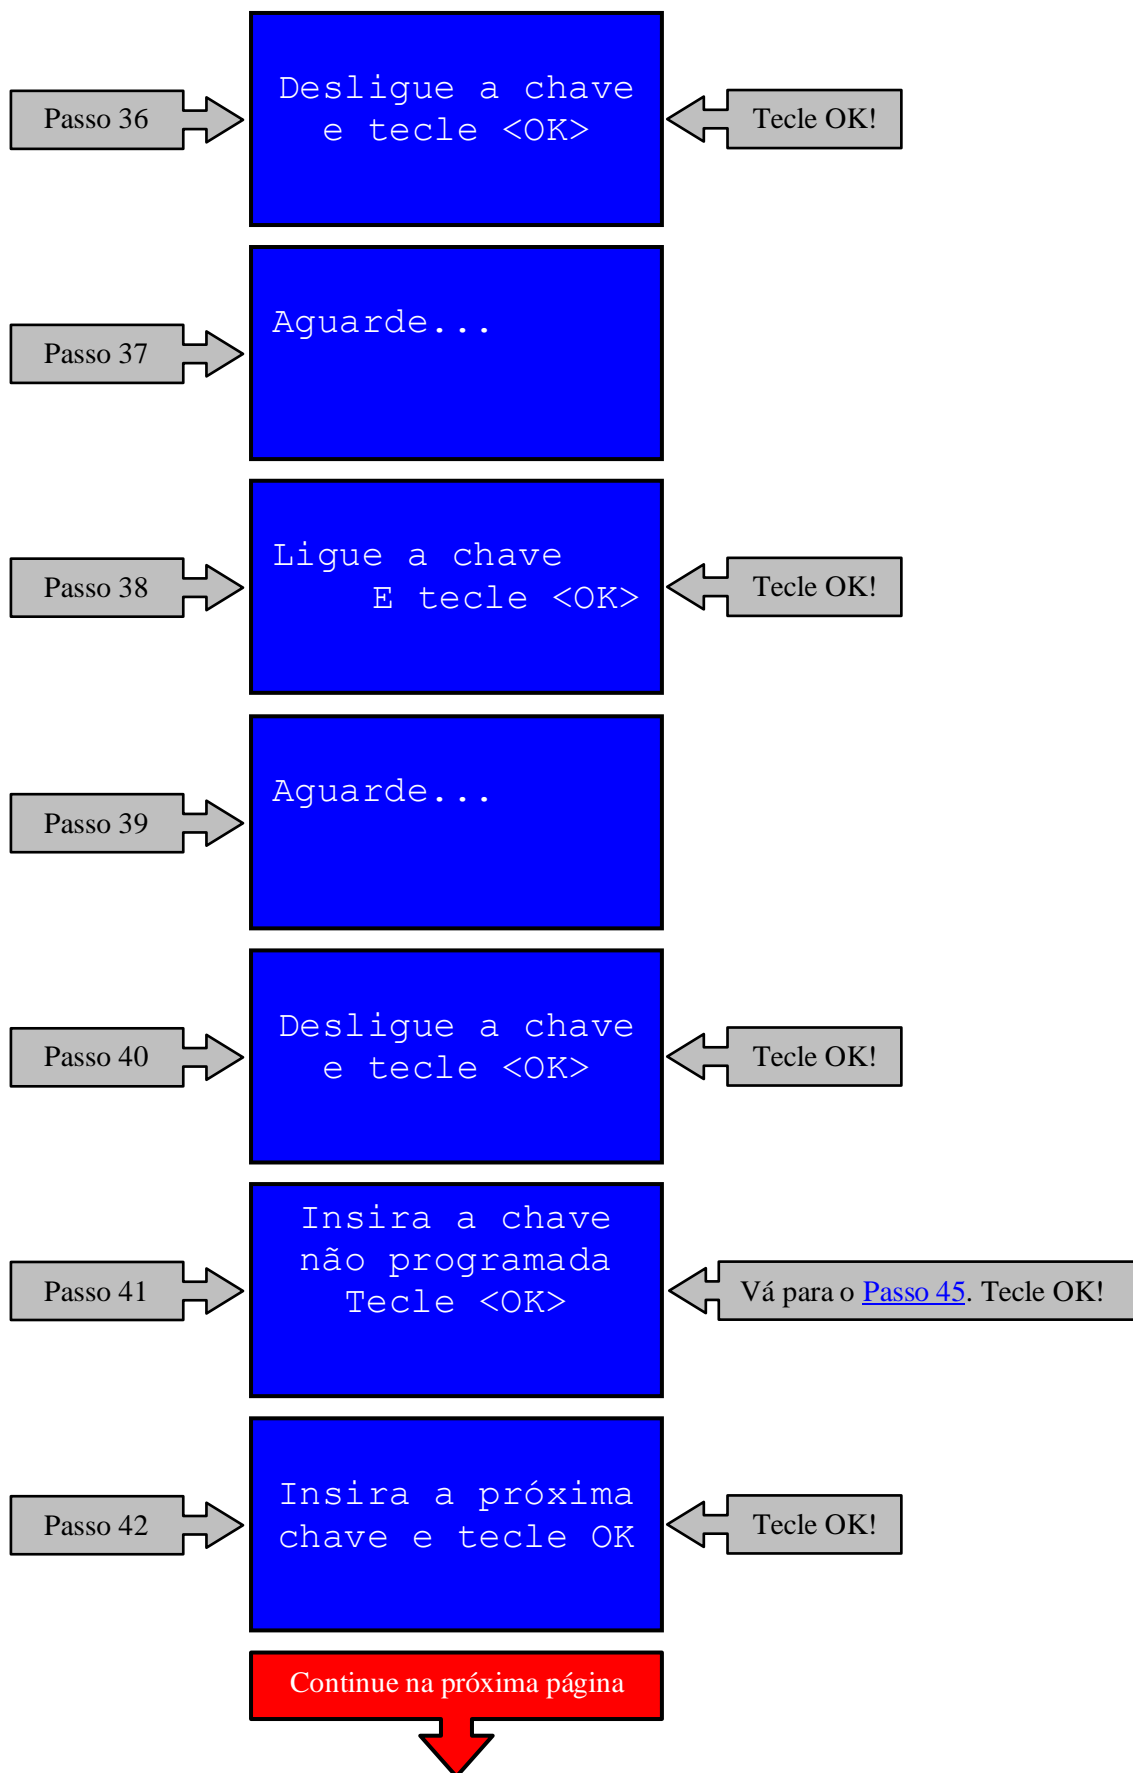 Passo 36
Desligue a chave
e tecle <OK>
Tecle OK!
Passo 37
Aguarde...
Passo 38
Ligue a chave
E tecle <OK>
Tecle OK!
Passo 39
Aguarde...
Passo 40
Desligue a chave
e tecle <OK>
Tecle OK!
Passo 41
Insira a chave
não programada
Tecle <OK>
Vá para o Passo 45. Tecle OK!
Passo 42
Insira a próxima
chave e tecle OK
Tecle OK!
Continue na próxima página